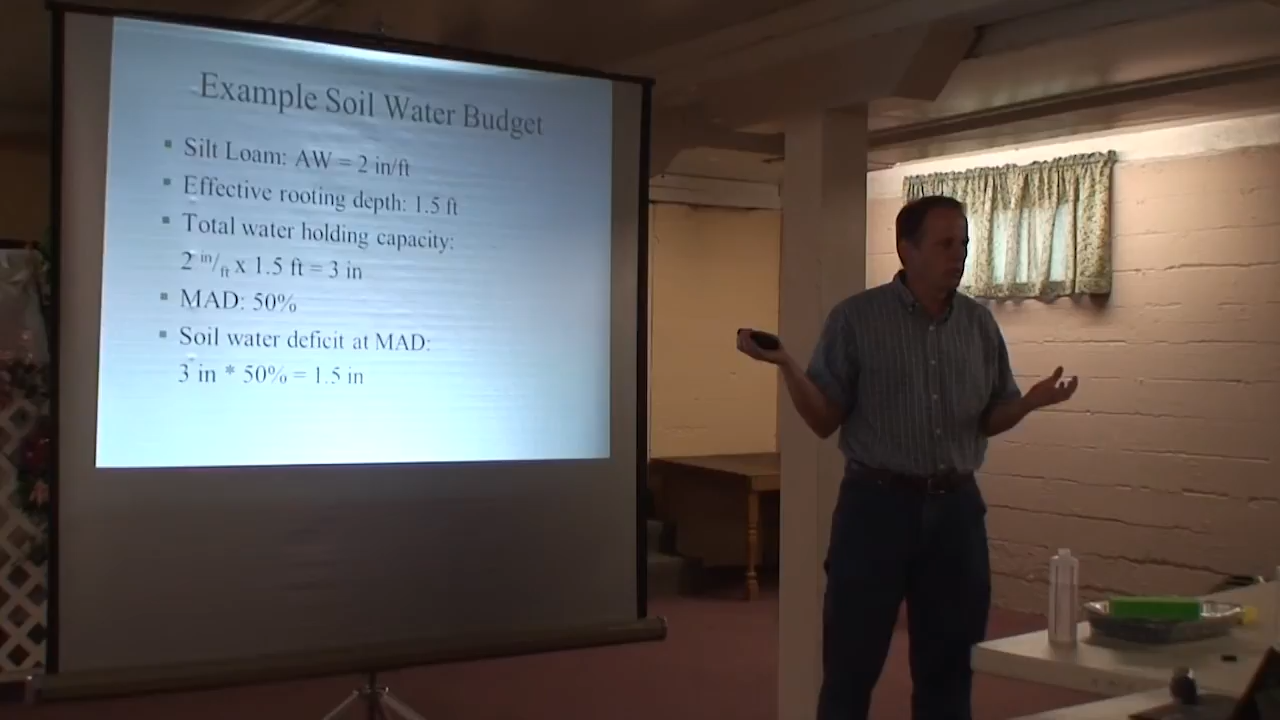 Example Soil Water Budget
▪ Silt Loam: AW = 2 in/ft
▪ Effective rooting depth: 1.5 ft
▪ Total water holding capacity:
2 in/ft x 1.5 ft = 3 in
▪ MAD: 50%
▪ Soil water deficit at MAD:
3 in * 50% = 1.5 in